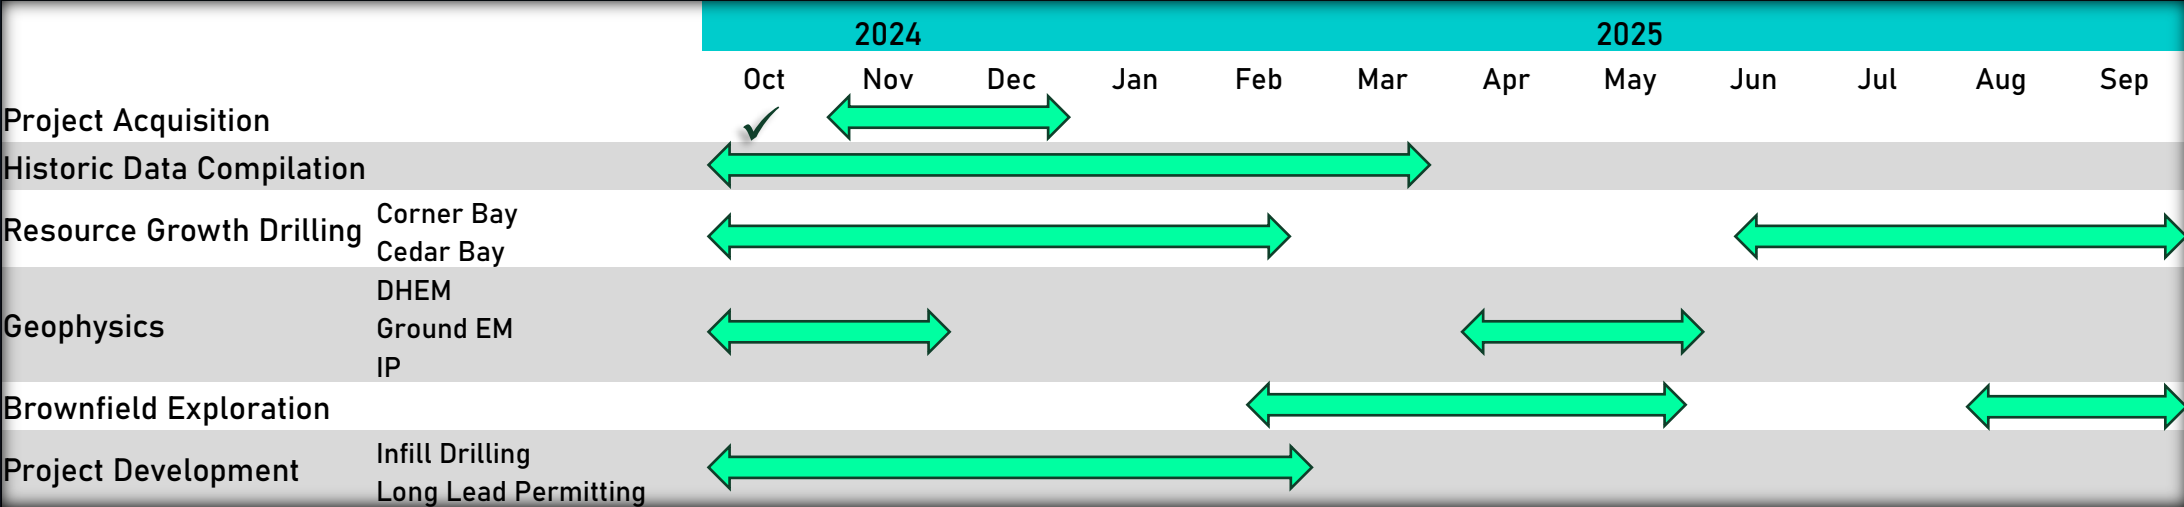 2024 2025
Oct Nov Dec Jan Feb Mar Apr May Jun Jul Aug Sep
Project Acquisition
Historic Data Compilation
Resource Growth Drilling
Corner Bay
Cedar Bay
Geophysics
DHEM
Ground EM
IP
Brownfield Exploration
Project Development
Infill Drilling
Long Lead Permitting